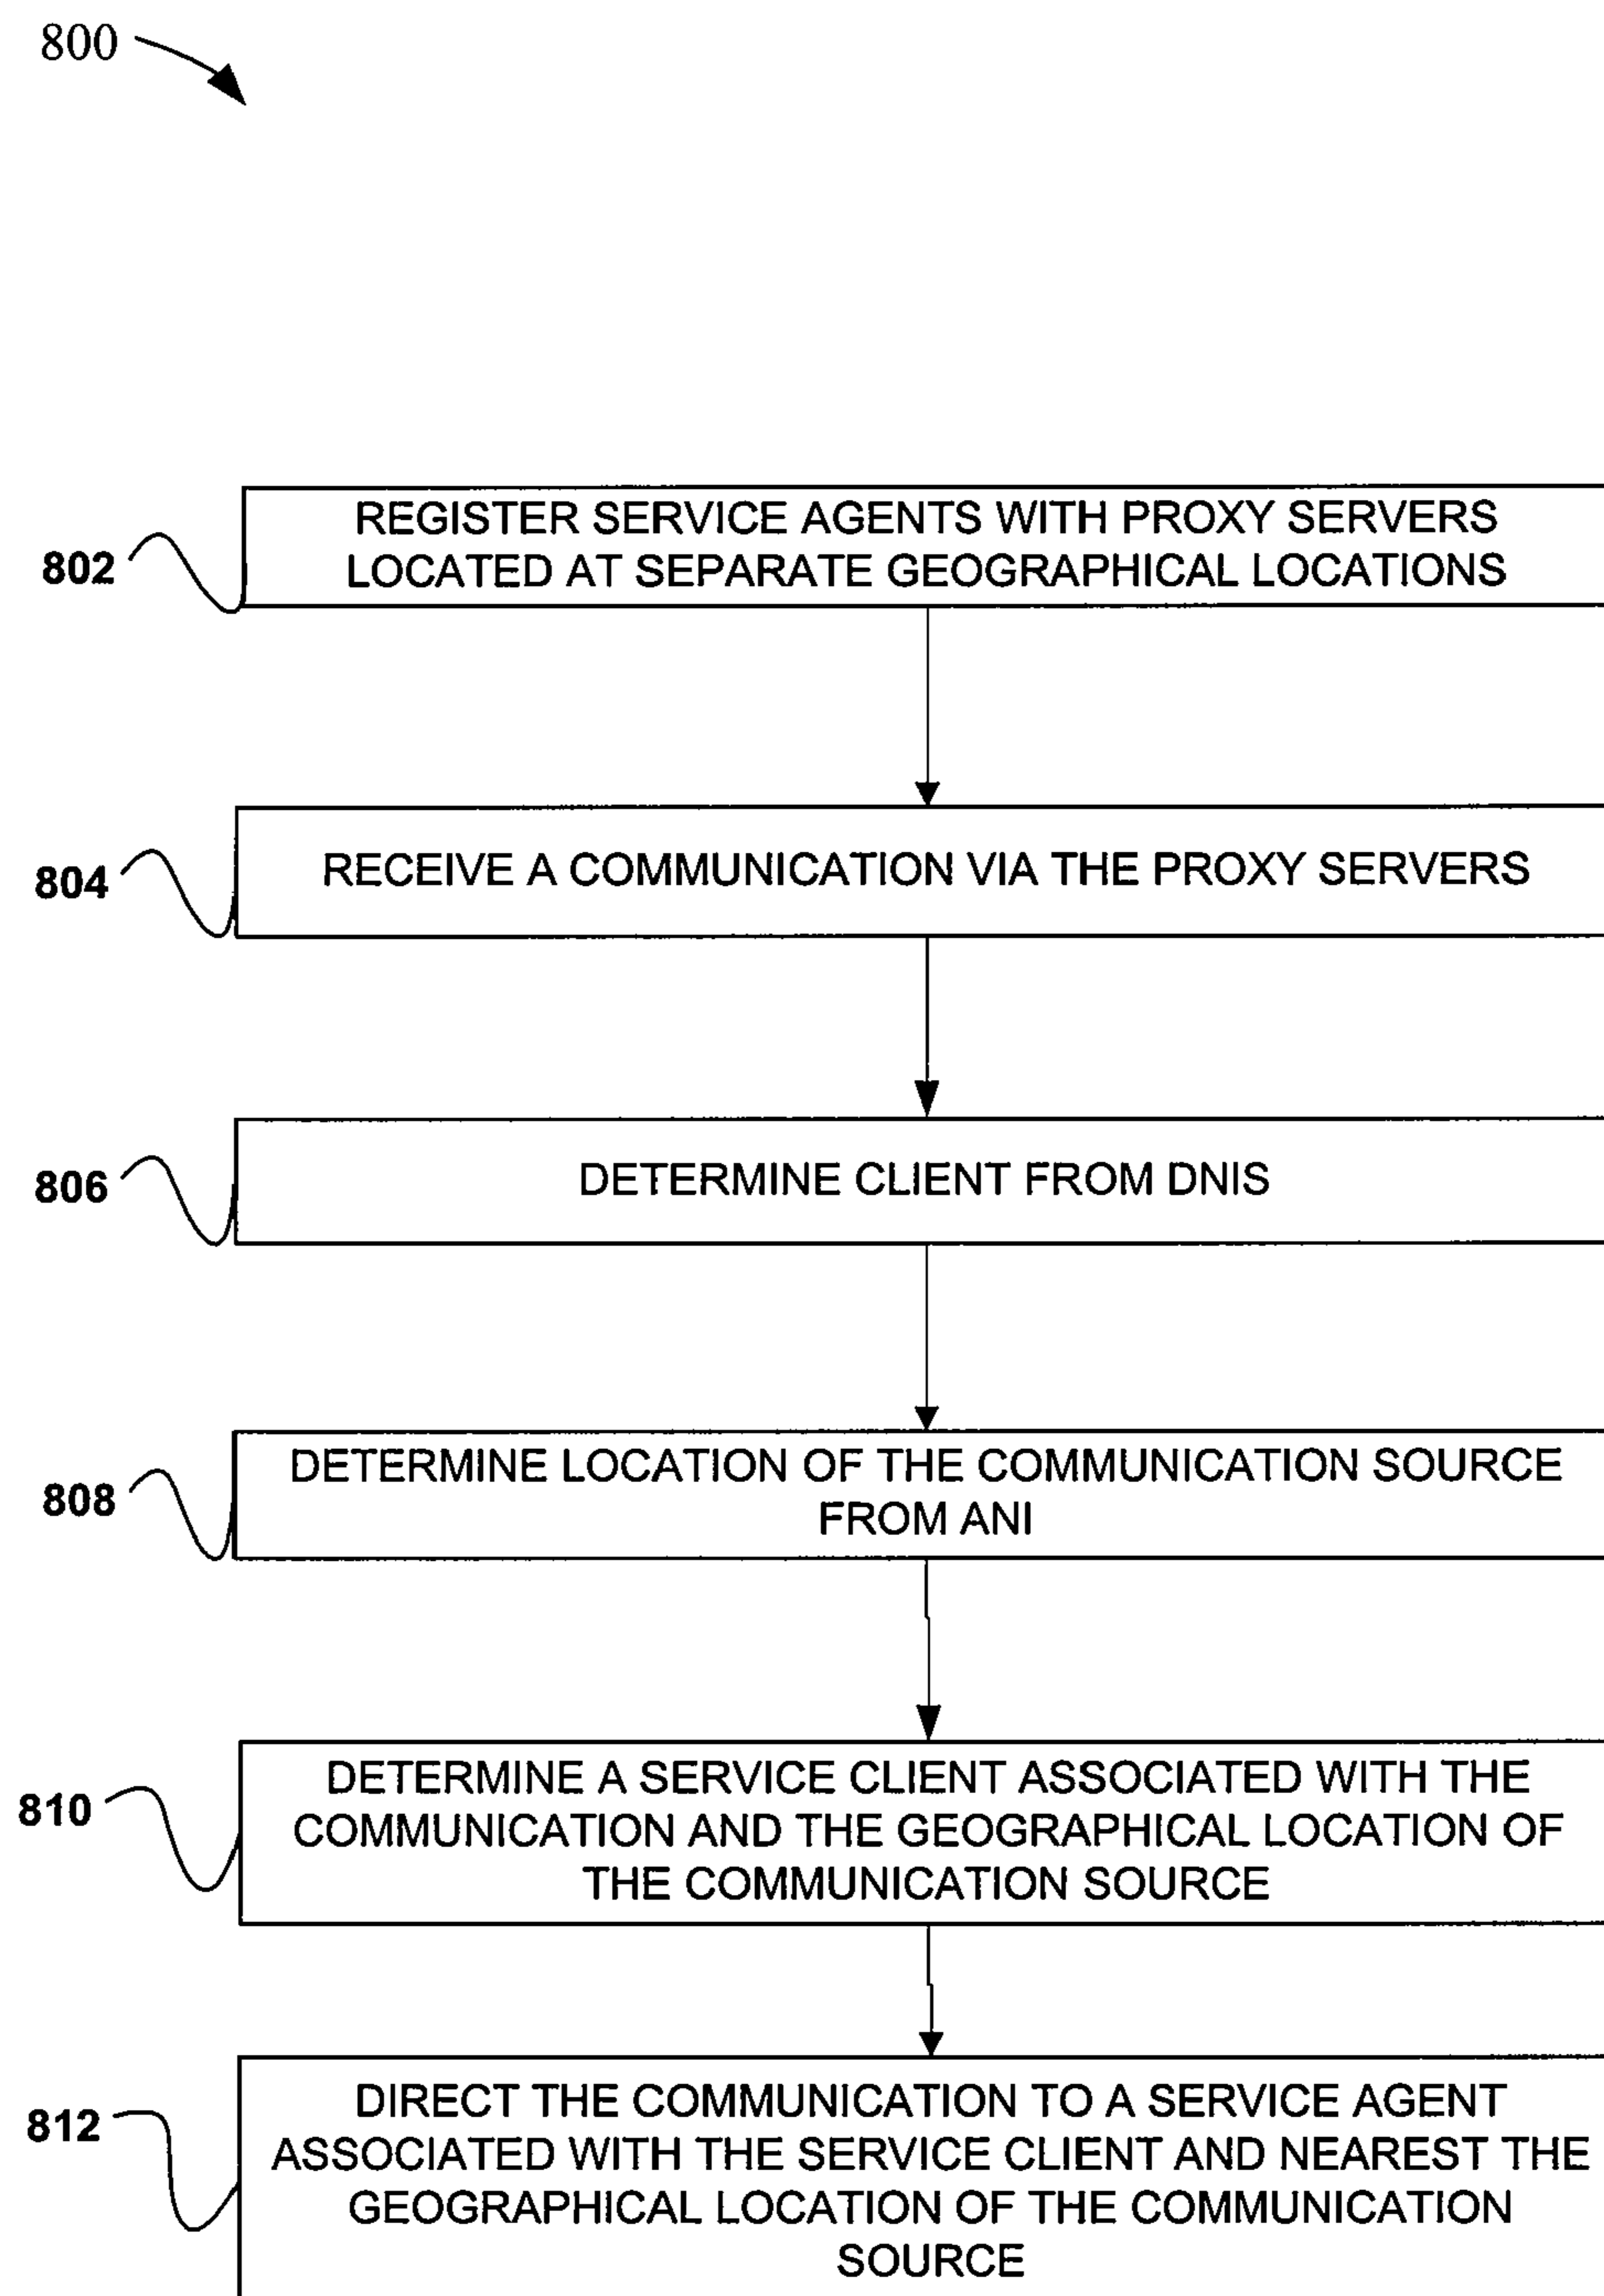 800
802
REGISTER SERVICE AGENTS WITH PROXY SERVERS
LOCATED AT SEPARATE GEOGRAPHICAL LOCATIONS
804
RECEIVE A COMMUNICATION VIA THE PROXY SERVERS
806
DETERMINE CLIENT FROM DNIS
808
DETERMINE LOCATION OF THE COMMUNICATION SOURCE
FROM ANI
810
DETERMINE A SERVICE CLIENT ASSOCIATED WITH THE
COMMUNICATION AND THE GEOGRAPHICAL LOCATION OF
THE COMMUNICATION SOURCE
812
DIRECT THE COMMUNICATION TO A SERVICE AGENT
ASSOCIATED WITH THE SERVICE CLIENT AND NEAREST THE
GEOGRAPHICAL LOCATION OF THE COMMUNICATION
SOURCE